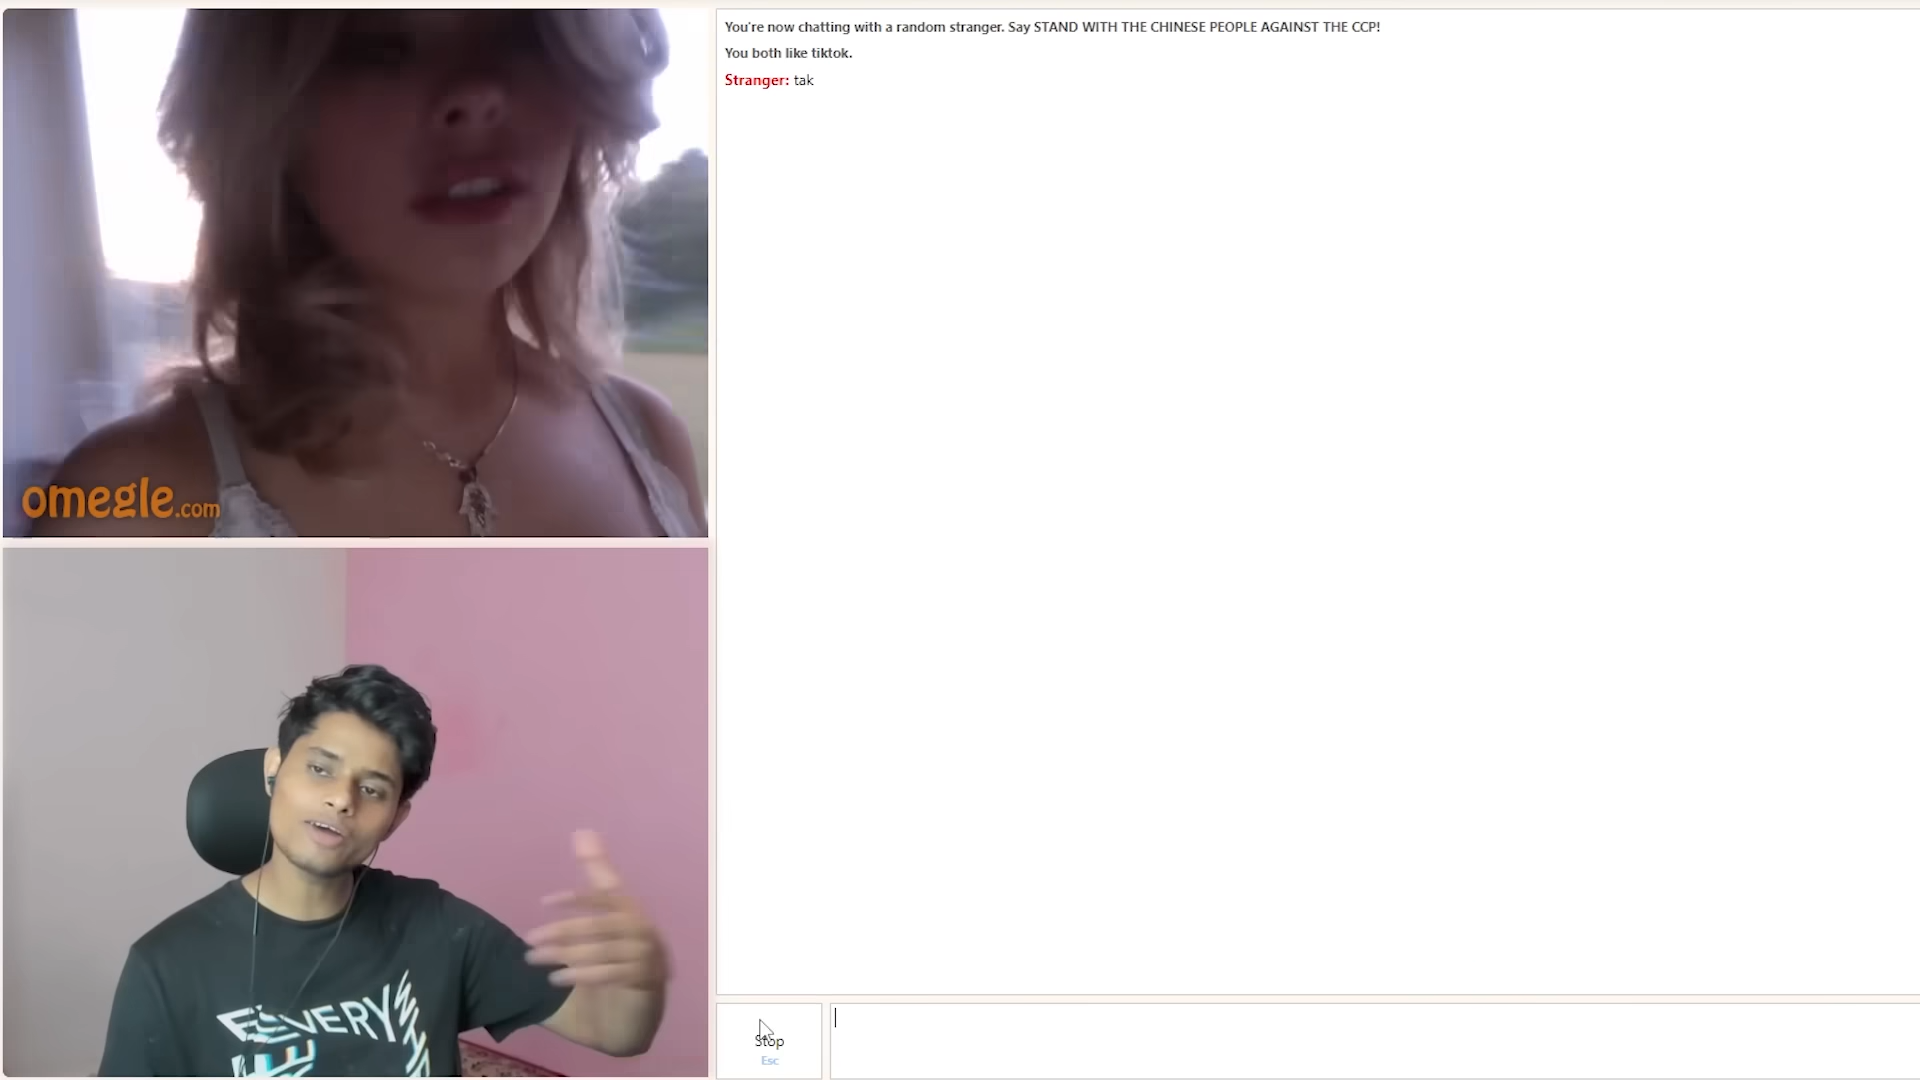 You're now chatting with a random stranger. Say STAND WITH THE CHINESE PEOPLE AGAINST THE CCP!
You both like tiktok.
Stranger: tak
omegle.com
EVERY
Stop
Esc